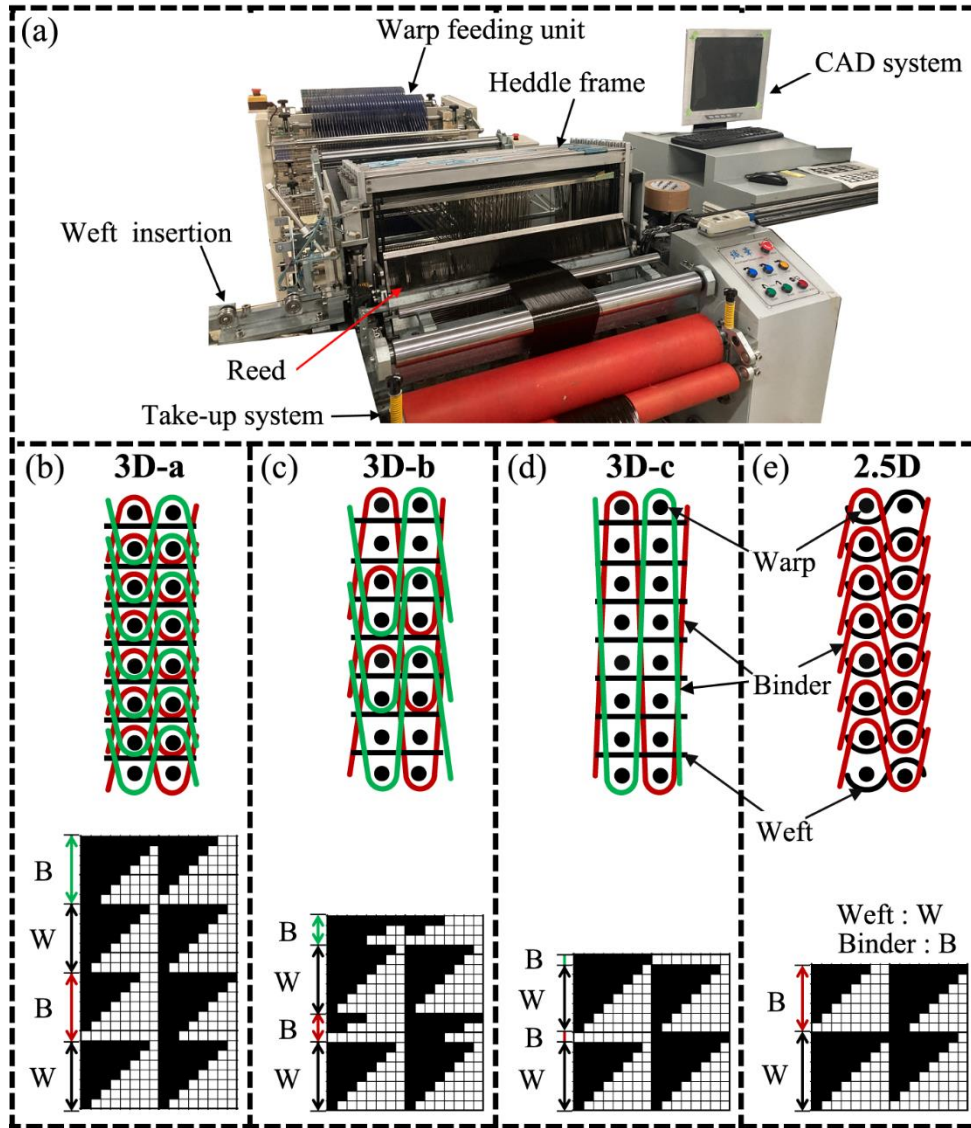 (a)
Warp feeding unit
CAD system
Heddle frame
Weft insertion
Reed
Take-up system
(b) 3D-a
(c) 3D-b
(d) 3D-c
(e) 2.5D
Warp
Binder
Weft
B
W
B
W
B
W
B
W
B
W
B
W
Weft : W
Binder : B
B
W